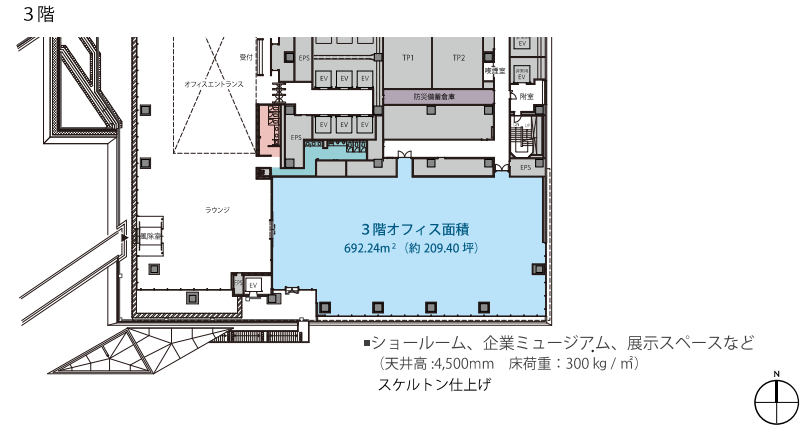 ３階
受付
EPS
TP1
TP2
喫煙室
EV
オフィスエントランス
EV
EV
EV
EV
防災備蓄倉庫
附室
EV
EV
EV
EPS
EPS
ラウンジ
風除室
３階オフィス面積
692.24m²（約 209.40 坪）
EV
■ショールーム、企業ミュージアム、展示スペースなど
（天井高:4,500mm　床荷重：300 kg / ㎡）
スケルトン仕上げ
N